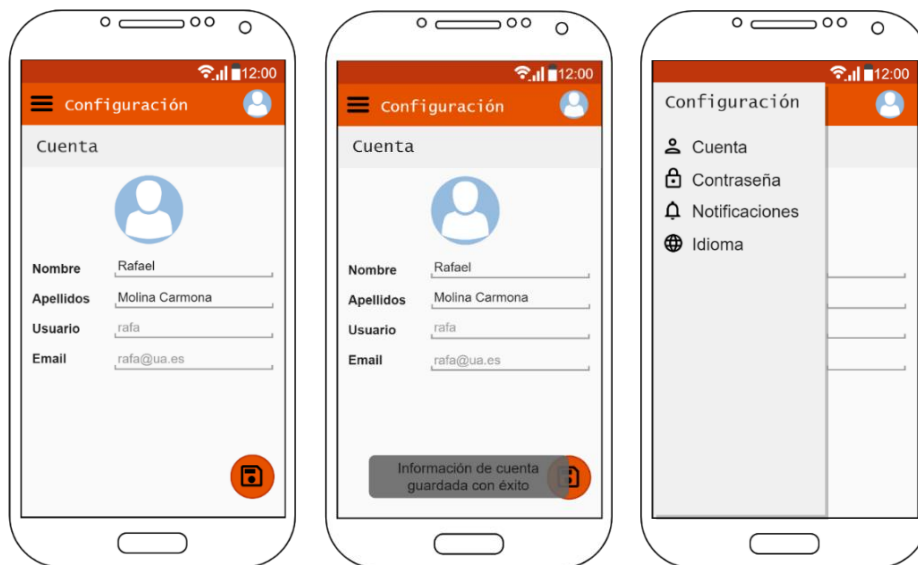 12:00
Configuración
Cuenta
Nombre Rafael
Apellidos Molina Carmona
Usuario rafa
Email rafa@ua.es
12:00
Configuración
Cuenta
Nombre Rafael
Apellidos Molina Carmona
Usuario rafa
Email rafa@ua.es
Información de cuenta
guardada con éxito
12:00
Configuración
Cuenta
Contraseña
Notificaciones
Idioma